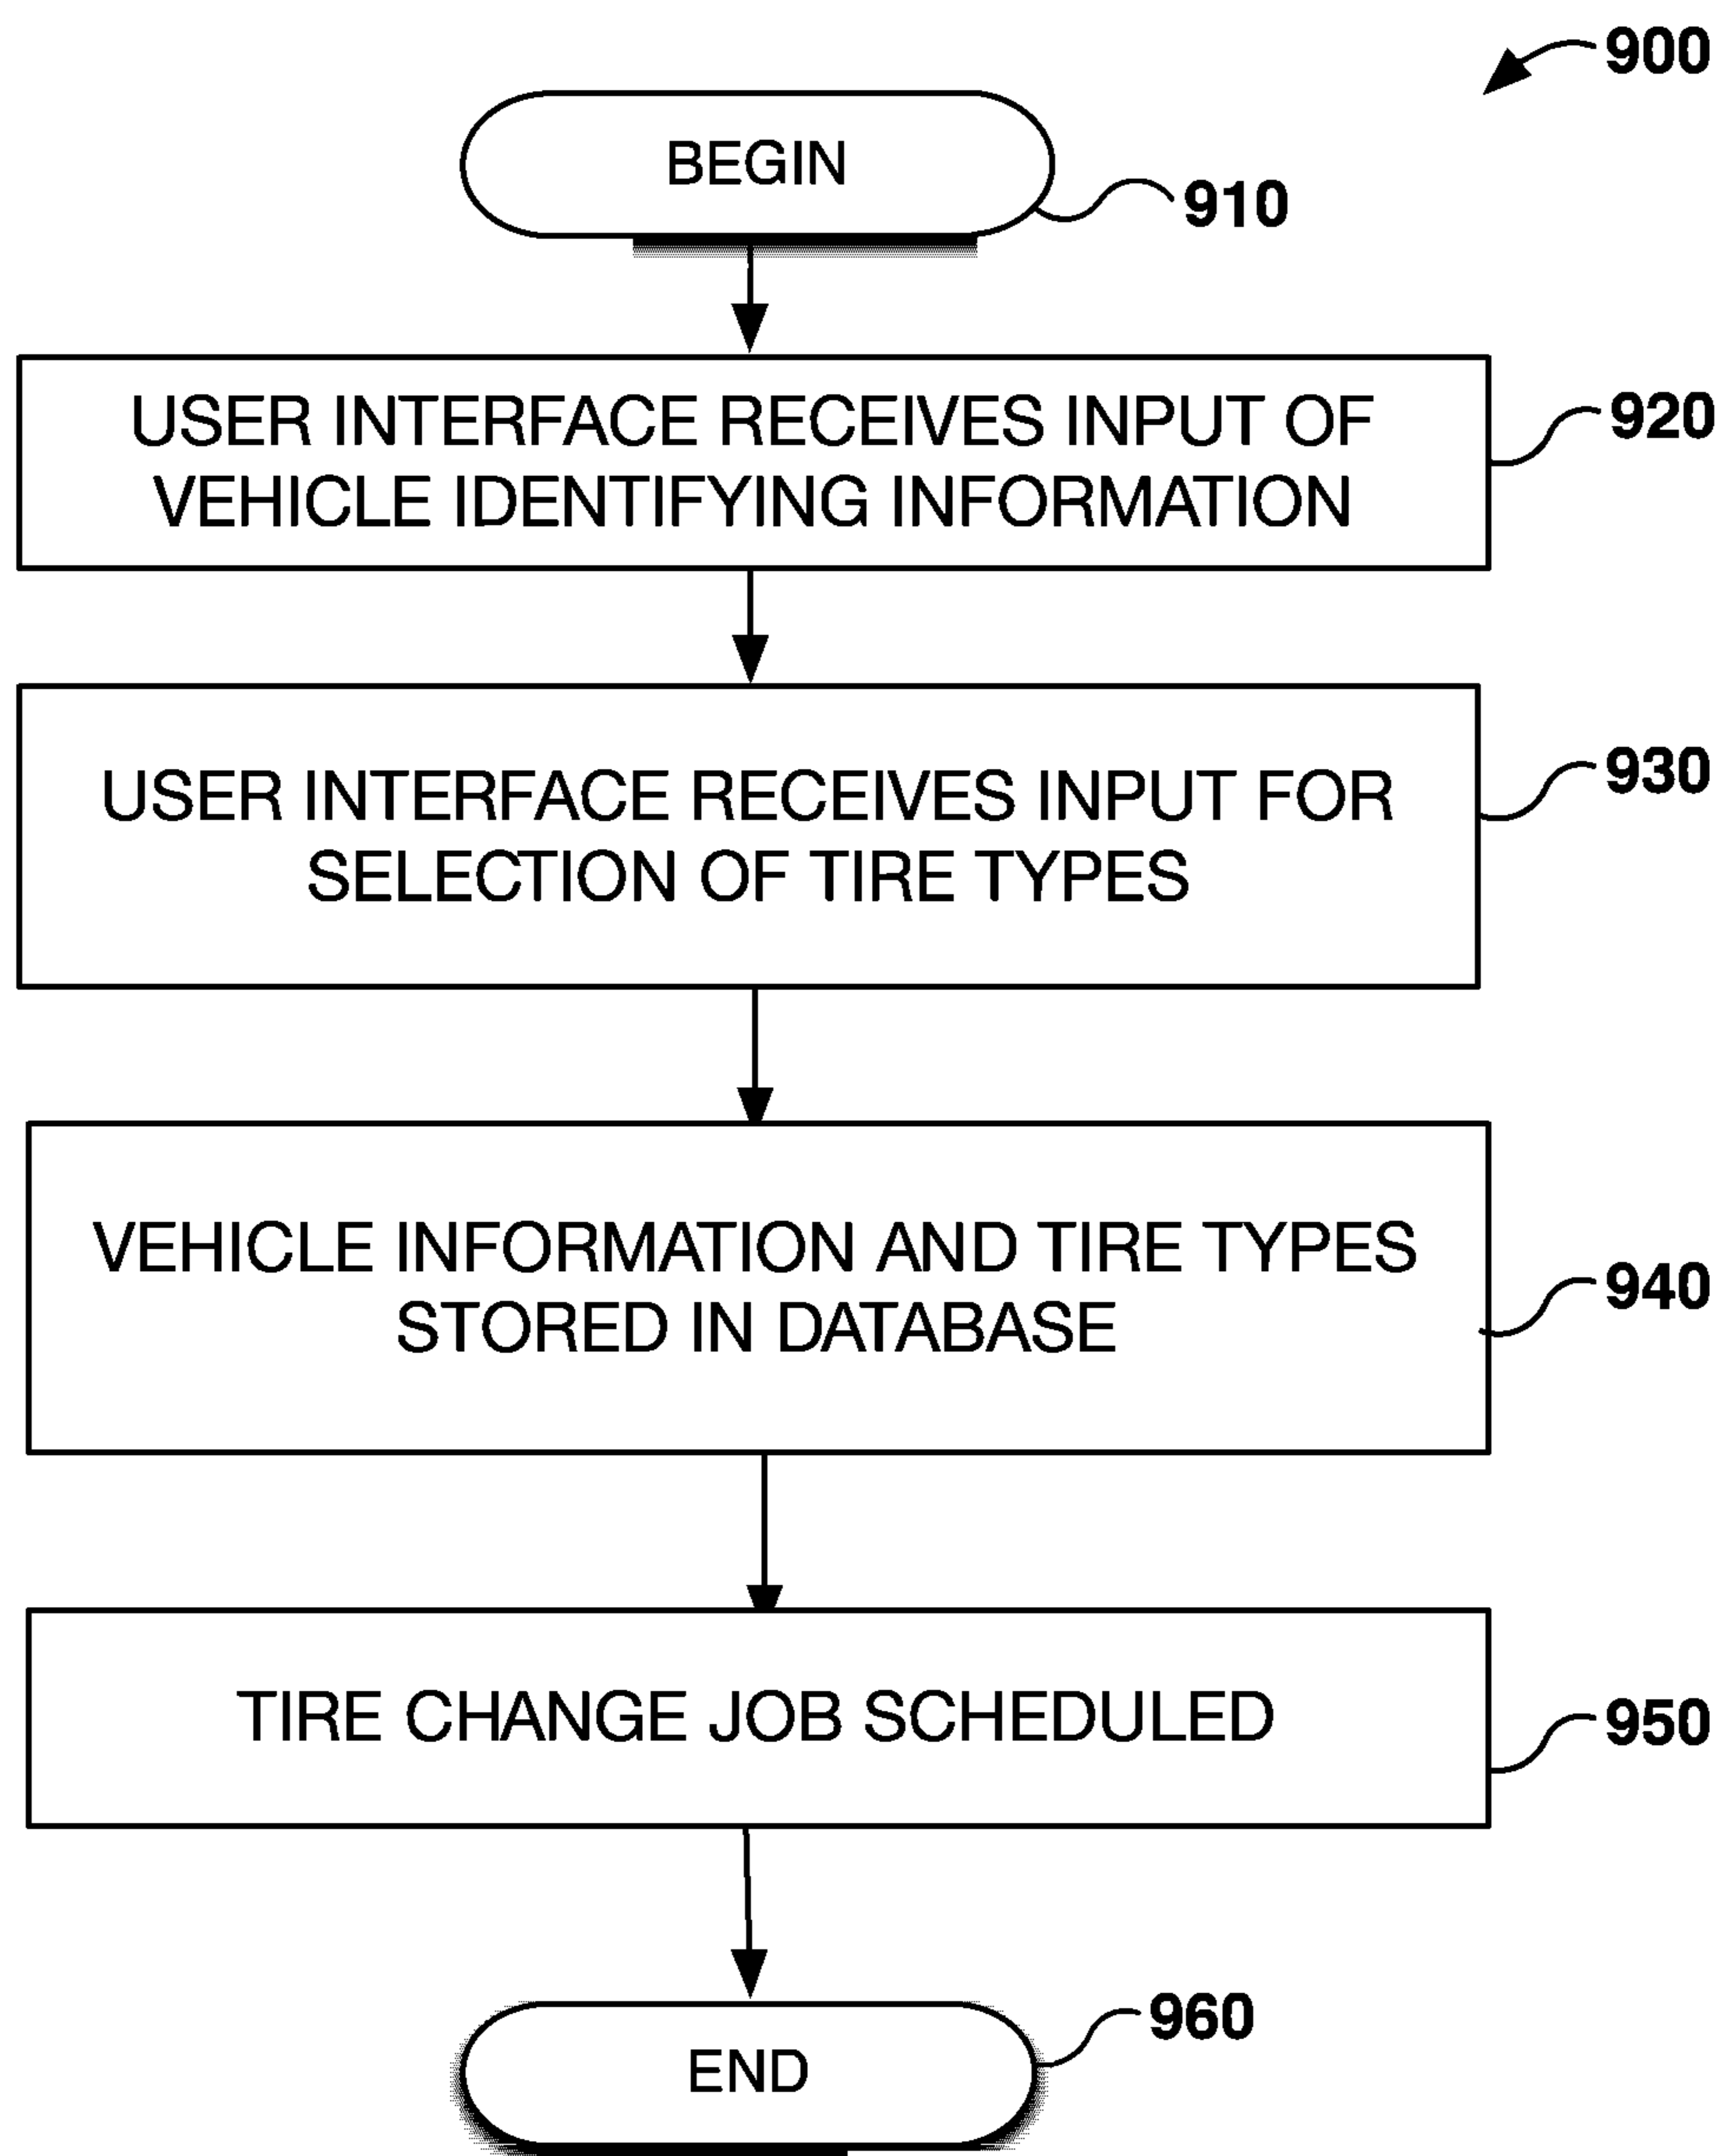 900
BEGIN
910
USER INTERFACE RECEIVES INPUT OF
VEHICLE IDENTIFYING INFORMATION
920
USER INTERFACE RECEIVES INPUT FOR
SELECTION OF TIRE TYPES
930
VEHICLE INFORMATION AND TIRE TYPES
STORED IN DATABASE
940
TIRE CHANGE JOB SCHEDULED
950
END
960